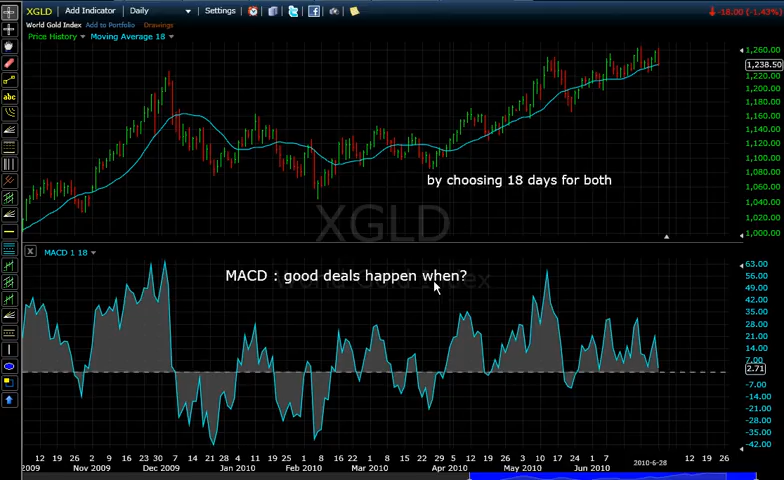 XGLD Add Indicator Daily Settings -18.00 (-1.43%)
World Gold Index Add to Portfolio Drawings
Price History Moving Average 18
1,260.00
1,238.50
1,220.00
1,200.00
1,180.00
1,160.00
1,140.00
1,120.00
1,100.00
1,080.00
1,060.00
1,040.00
1,020.00
1,000.00
abc
by choosing 18 days for both
XGLD
World Gold Index
MACD 1 18
MACD : good deals happen when?
63.00
56.00
49.00
42.00
35.00
28.00
21.00
14.00
7.00
2.71
-7.00
-14.00
-21.00
-28.00
-35.00
-42.00
12 19 26 2 9 16 23 30 7 14 21 28 4 11 18 25 1 8 16 22 1 8 15 22 29 5 12 19 26 3 10 17 24 1 7 2010-6-28 12 19 26
2009 Nov 2009 Dec 2009 Jan 2010 Feb 2010 Mar 2010 Apr 2010 May 2010 Jun 2010